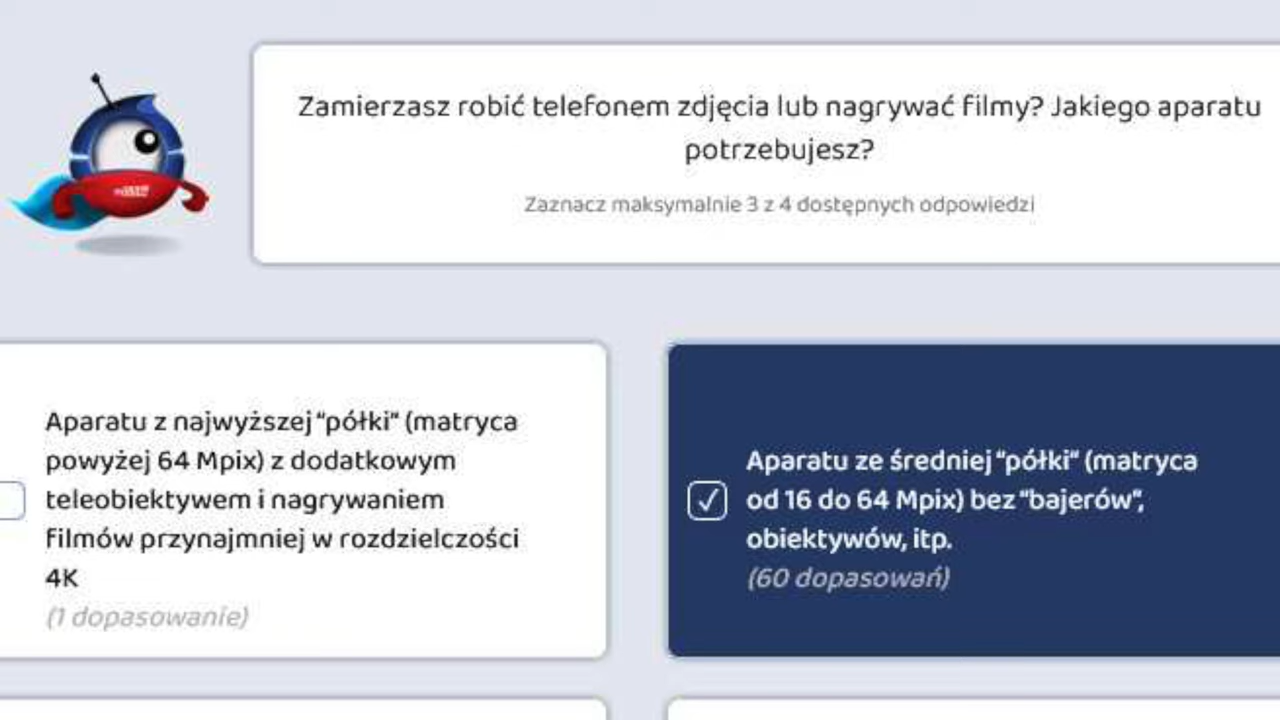 Zamierzasz robić telefonem zdjęcia lub nagrywać filmy? Jakiego aparatu
potrzebujesz?
Zaznacz maksymalnie 3 z 4 dostępnych odpowiedzi
Aparatu z najwyższej “półki” (matryca
powyżej 64 Mpix) z dodatkowym
teleobiektywem i nagrywaniem
filmów przynajmniej w rozdzielczości
4K
(1 dopasowanie)
Aparatu ze średniej “półki” (matryca
od 16 do 64 Mpix) bez “bajerów”,
obiektywów, itp.
(60 dopasowań)